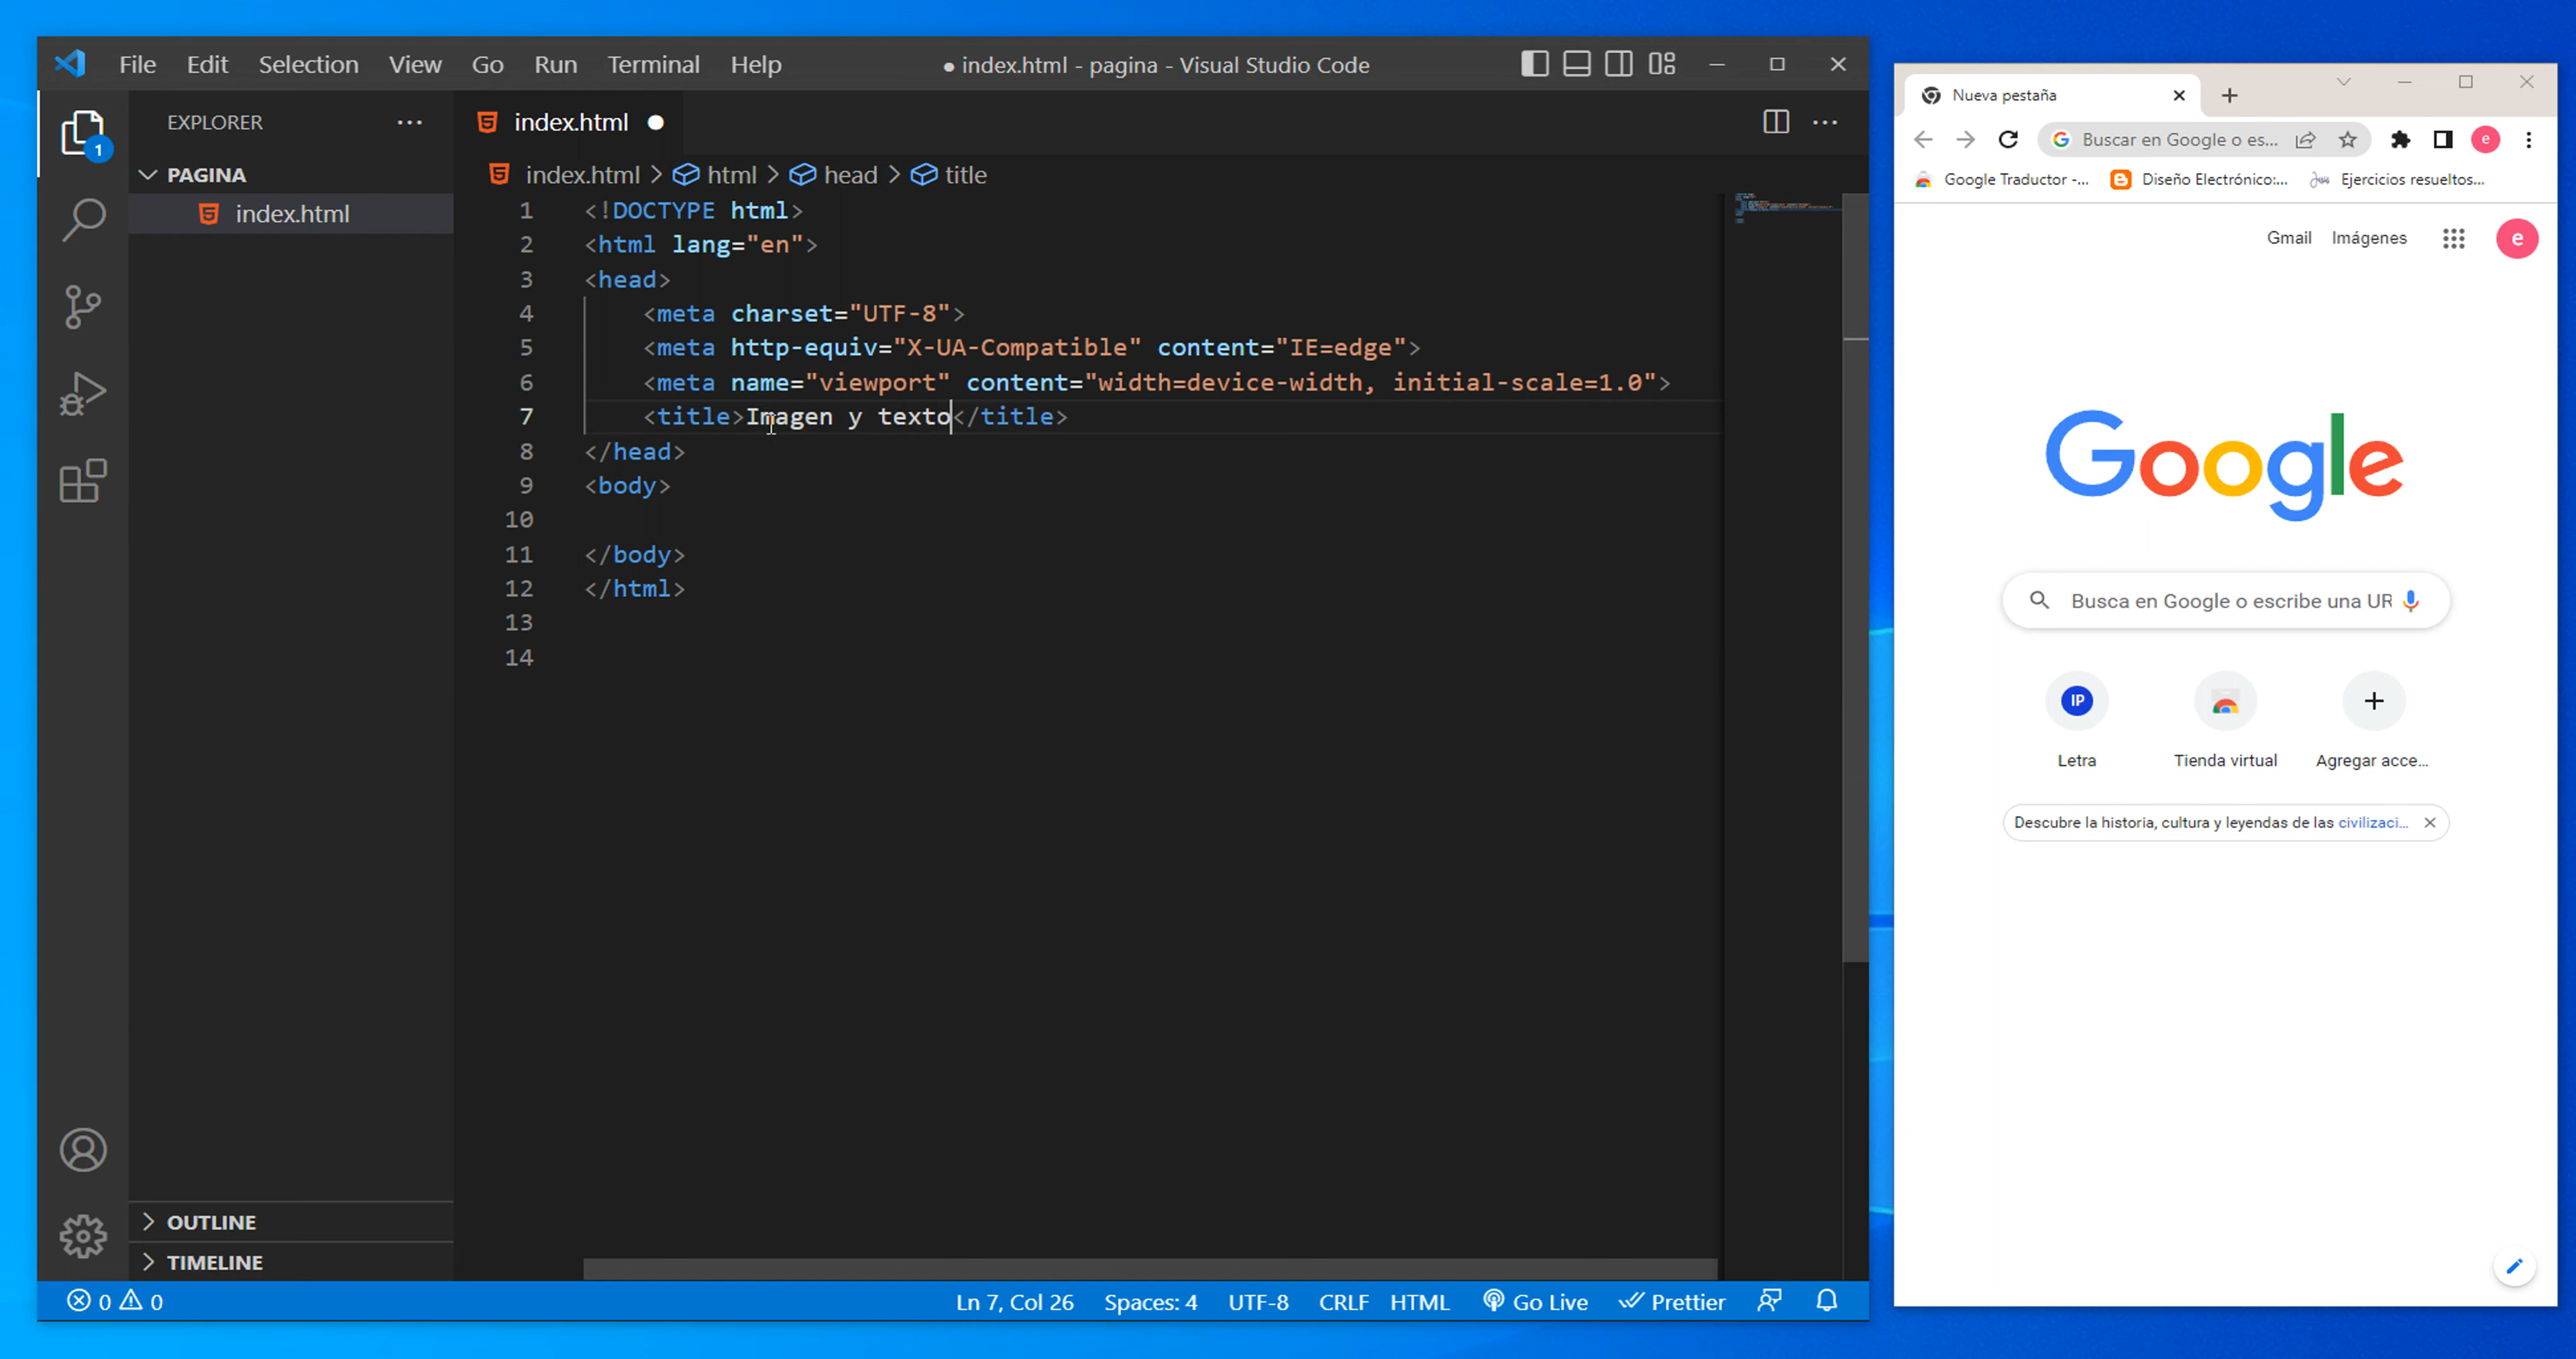 File Edit Selection View Go Run Terminal Help
● index.html - pagina - Visual Studio Code
EXPLORER
1
PAGINA
index.html
OUTLINE
TIMELINE
index.html ●
index.html > html > head > title
1 <!DOCTYPE html>
2 <html lang="en">
3 <head>
4 <meta charset="UTF-8">
5 <meta http-equiv="X-UA-Compatible" content="IE=edge">
6 <meta name="viewport" content="width=device-width, initial-scale=1.0">
7 <title>Imagen y texto</title>
8 </head>
9 <body>
10
11 </body>
12 </html>
13
14
0 0 Ln 7, Col 26 Spaces: 4 UTF-8 CRLF HTML Go Live Prettier
Nueva pestaña
Buscar en Google o es... e
Google Traductor -... Diseño Electrónico:... Ejercicios resueltos...
Gmail Imágenes e
Google
Busca en Google o escribe una UR
IP
Letra Tienda virtual Agregar acce...
Descubre la historia, cultura y leyendas de las civilizaci...